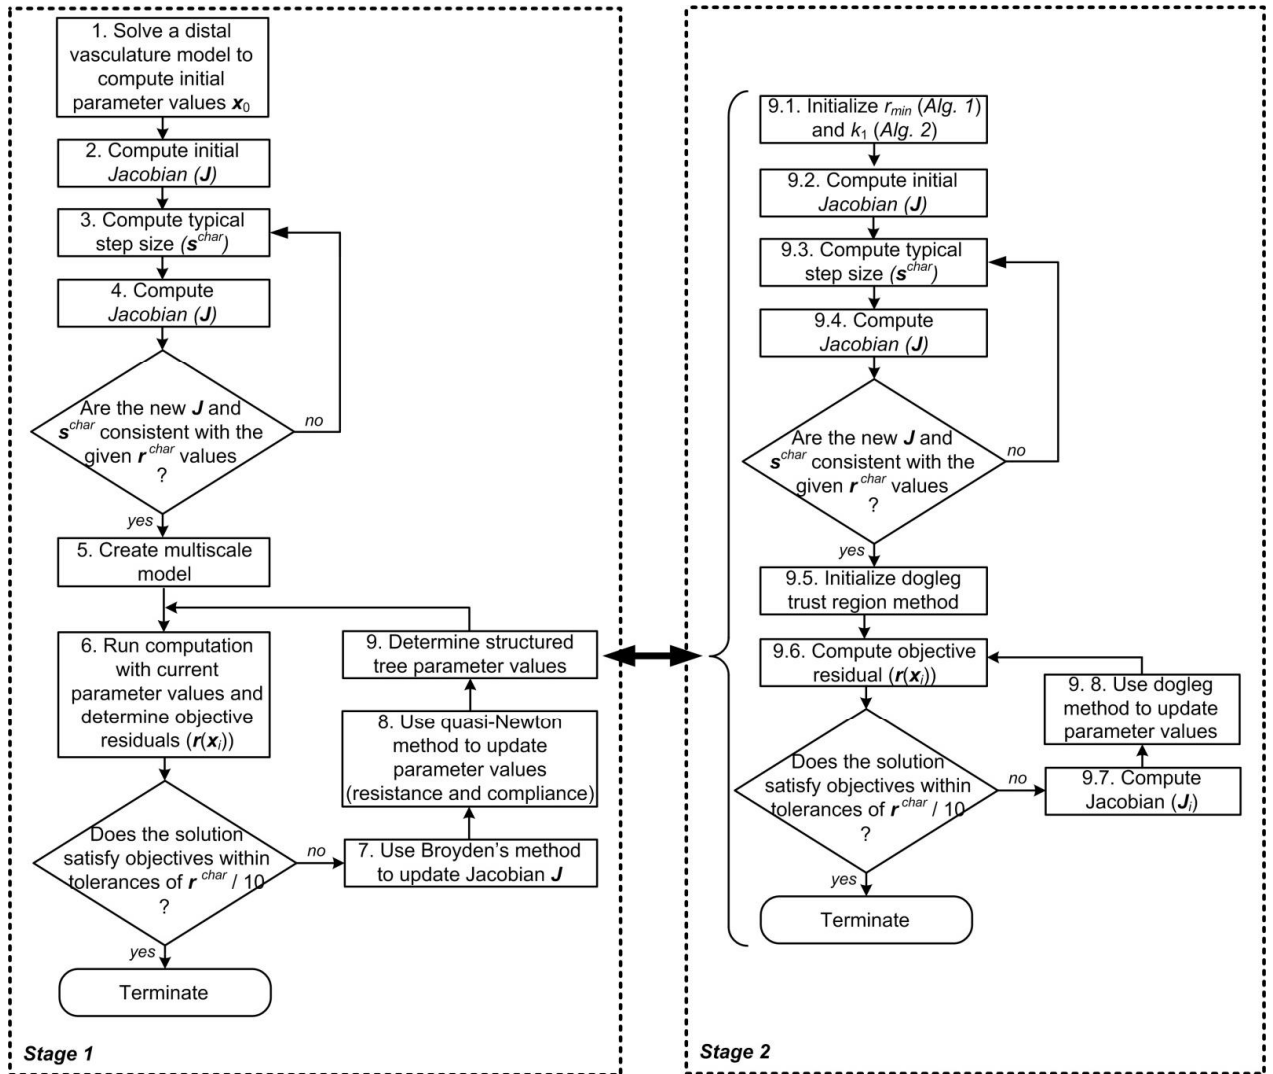 1. Solve a distal
vasculature model to
compute initial
parameter values x0
2. Compute initial
Jacobian (J)
3. Compute typical
step size (s^char)
4. Compute
Jacobian (J)
Are the new J and
s^char consistent with the
given r^char values
?
no
yes
5. Create multiscale
model
6. Run computation
with current
parameter values and
determine objective
residuals (r(xi))
Does the solution
satisfy objectives within
tolerances of r^char / 10
?
no
yes
Terminate
7. Use Broyden's method
to update Jacobian J
8. Use quasi-Newton
method to update
parameter values
(resistance and compliance)
9. Determine structured
tree parameter values
Stage 1
9.1. Initialize rmin (Alg. 1)
and k1 (Alg. 2)
9.2. Compute initial
Jacobian (J)
9.3. Compute typical
step size (s^char)
9.4. Compute
Jacobian (J)
Are the new J and
s^char consistent with the
given r^char values
?
no
yes
9.5. Initialize dogleg
trust region method
9.6. Compute objective
residual (r(xi))
Does the solution
satisfy objectives within
tolerances of r^char / 10
?
no
yes
Terminate
9.7. Compute
Jacobian (Ji)
9. 8. Use dogleg
method to update
parameter values
Stage 2